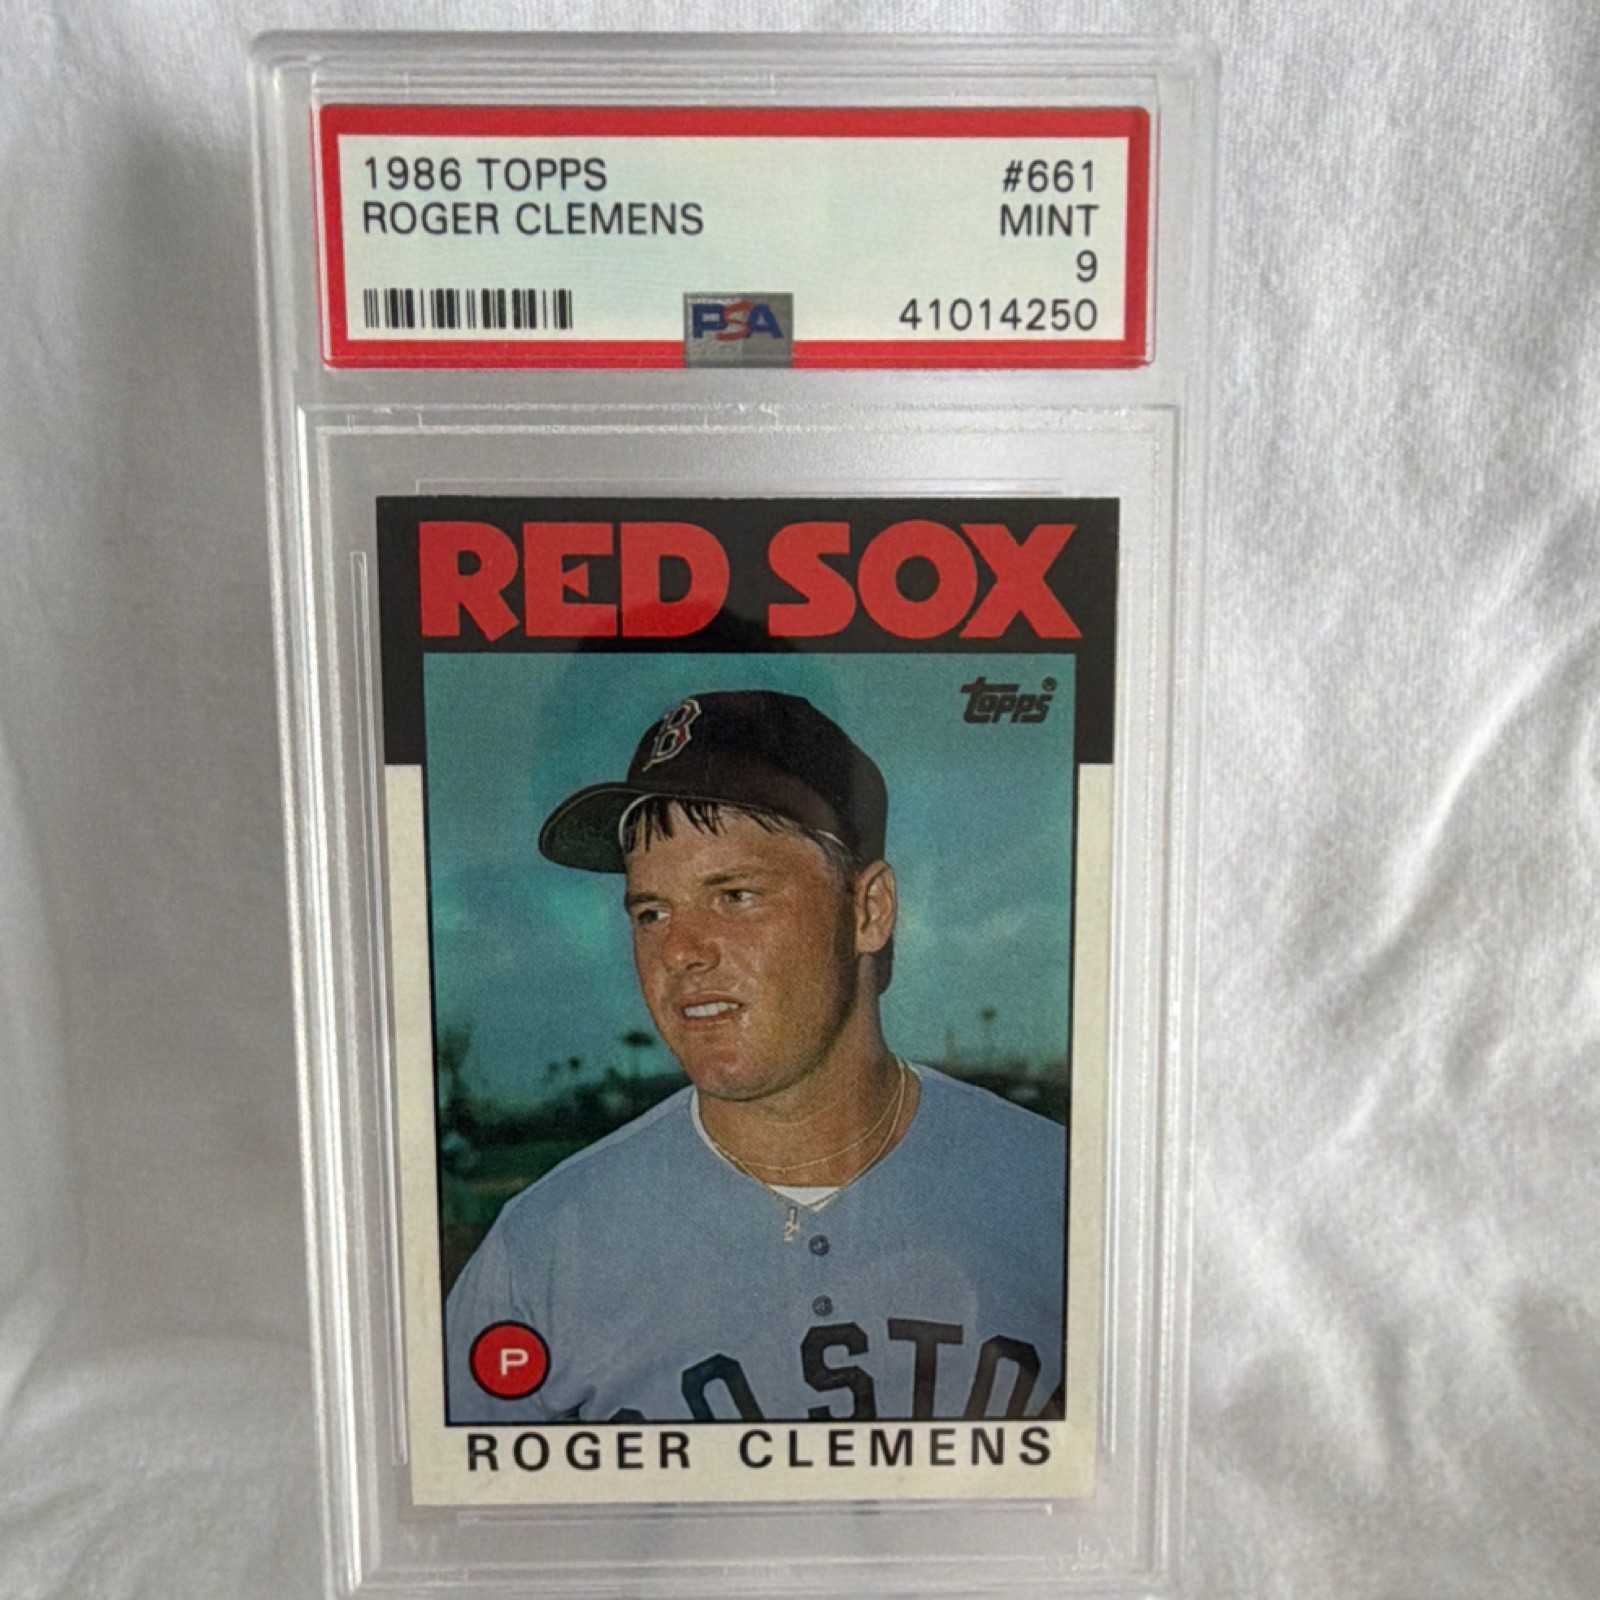 1986 TOPPS #661
ROGER CLEMENS MINT
9
PSA 41014250
RED SOX
topps®
B
P
OSTO
ROGER CLEMENS